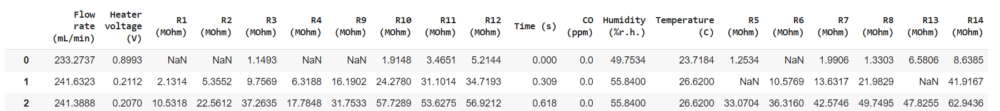 Flow rate (mL/min) Heater voltage (V) R1 (MOhm) R2 (MOhm) R3 (MOhm) R4 (MOhm) R9 (MOhm) R10 (MOhm) R11 (MOhm) R12 (MOhm) Time (s) CO (ppm) Humidity (%r.h.) Temperature (C) R5 (MOhm) R6 (MOhm) R7 (MOhm) R8 (MOhm) R13 (MOhm) R14 (MOhm)
0 233.2737 0.8993 NaN NaN 1.1493 NaN NaN 1.9148 3.4651 5.2144 0.000 0.0 49.7534 23.7184 1.2534 NaN 1.9906 1.3303 6.5806 8.6385
1 241.6323 0.2112 2.1314 5.3552 9.7569 6.3188 16.1902 24.2780 31.1014 34.7193 0.309 0.0 55.8400 26.6200 NaN 10.5769 13.6317 21.9829 NaN 41.9167
2 241.3888 0.2070 10.5318 22.5612 37.2635 17.7848 31.7533 57.7289 53.6275 56.9212 0.618 0.0 55.8400 26.6200 33.0704 36.3160 42.5746 49.7495 47.8255 62.9436